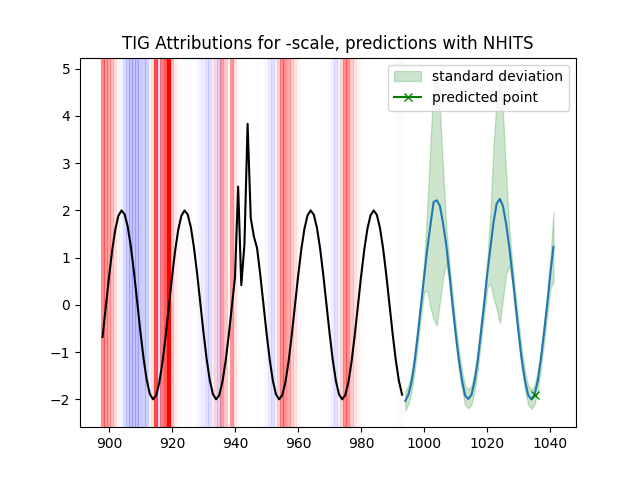 TIG Attributions for -scale, predictions with NHITS
standard deviation
predicted point
5
4
3
2
1
0
−1
−2
900 920 940 960 980 1000 1020 1040